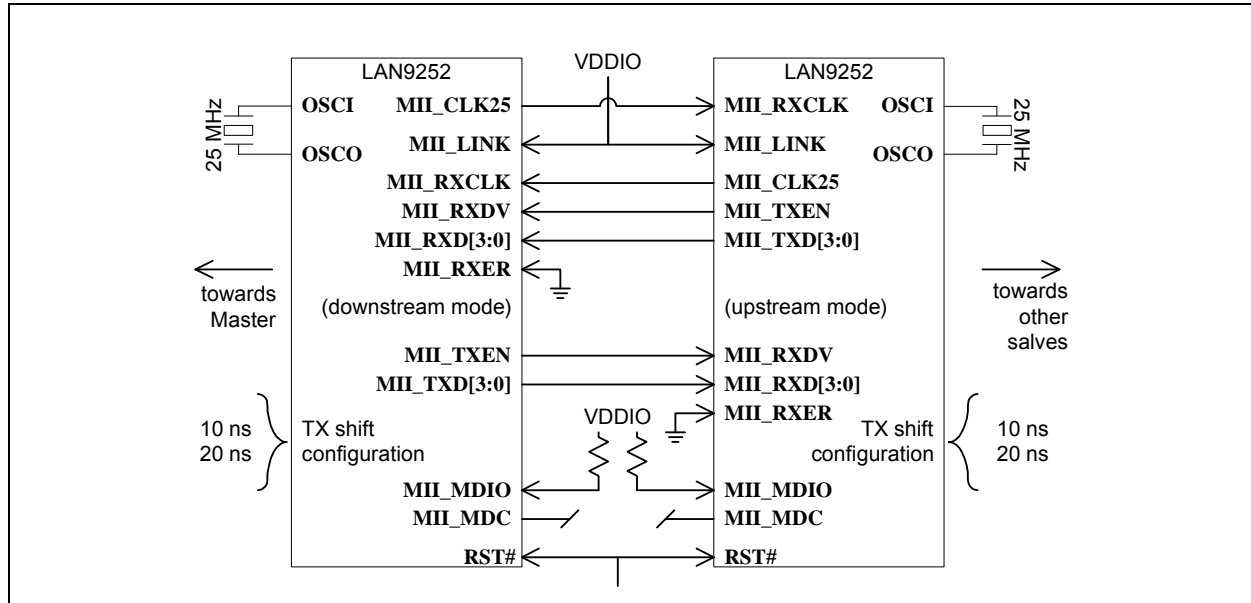 VDDIO
LAN9252
LAN9252
OSCI
MII_CLK25
MII_RXCLK
OSCI
25 MHz
25 MHz
OSCO
MII_LINK
MII_LINK
OSCO
MII_RXCLK
MII_CLK25
MII_RXDV
MII_TXEN
MII_RXD[3:0]
MII_TXD[3:0]
MII_RXER
towards
Master
(downstream mode)
(upstream mode)
towards
other
salves
MII_TXEN
MII_RXDV
MII_TXD[3:0]
MII_RXD[3:0]
VDDIO
MII_RXER
10 ns
20 ns
TX shift
configuration
TX shift
configuration
10 ns
20 ns
MII_MDIO
MII_MDIO
MII_MDC
MII_MDC
RST#
RST#